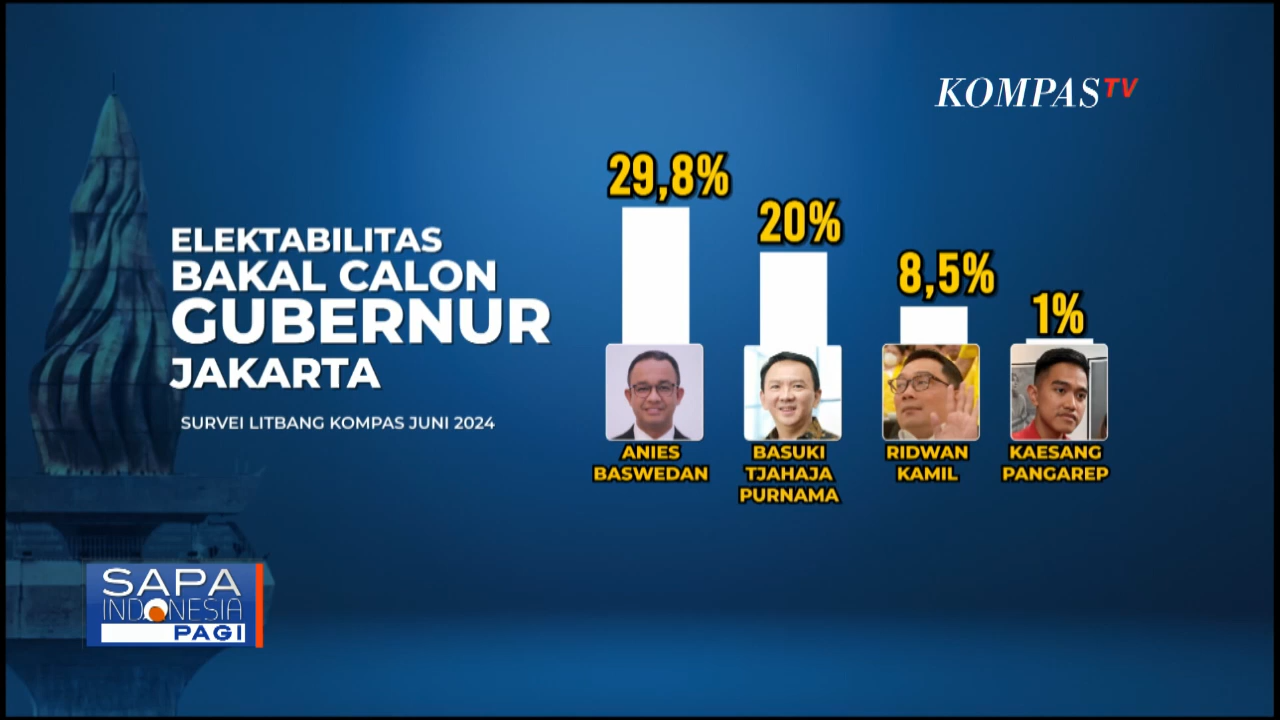 KOMPASTV
ELEKTABILITAS
BAKAL CALON
GUBERNUR
JAKARTA
SURVEI LITBANG KOMPAS JUNI 2024
29,8%
ANIES
BASWEDAN
20%
BASUKI
TJAHAJA
PURNAMA
8,5%
RIDWAN
KAMIL
1%
KAESANG
PANGAREP
SAPA
INDONESIA
PAGI